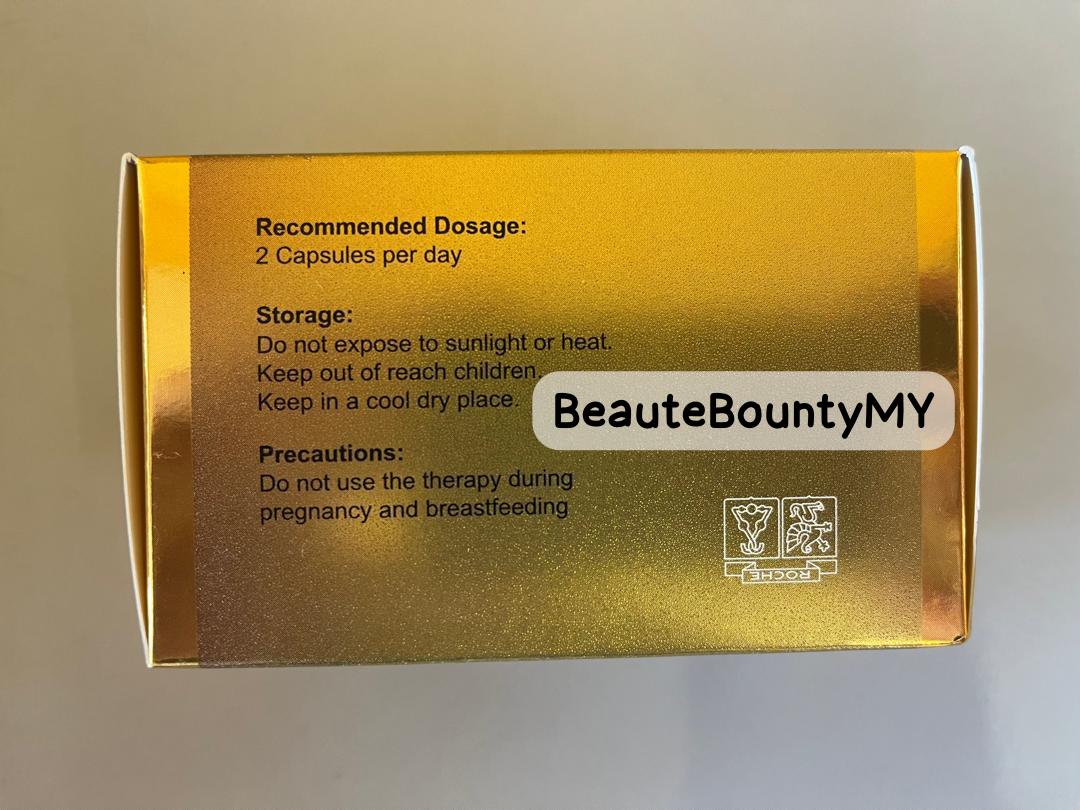 Recommended Dosage:
2 Capsules per day
Storage:
Do not expose to sunlight or heat.
Keep out of reach children.
Keep in a cool dry place.
BeauteBountyMY
Precautions:
Do not use the therapy during
pregnancy and breastfeeding
ROCHE